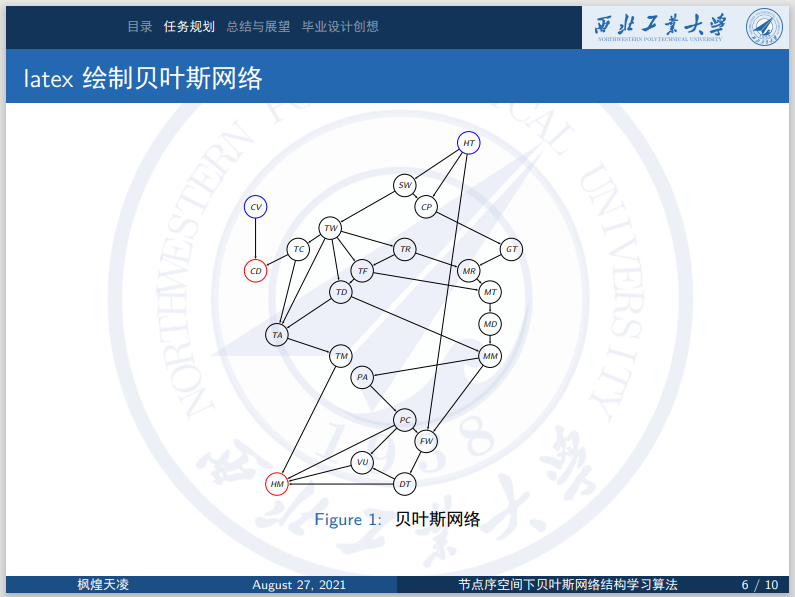 目录 任务规划 总结与展望 毕业设计创想
西北工业大学
NORTHWESTERN POLYTECHNICAL UNIVERSITY
latex 绘制贝叶斯网络
HT
SW
CV
CP
TW
TC
TR
GT
CD
TF
MR
TD
MT
MD
TA
TM
MM
PA
PC
FW
VU
HM
DT
Figure 1: 贝叶斯网络
枫煌天凌 August 27, 2021 节点序空间下贝叶斯网络结构学习算法 6 / 10